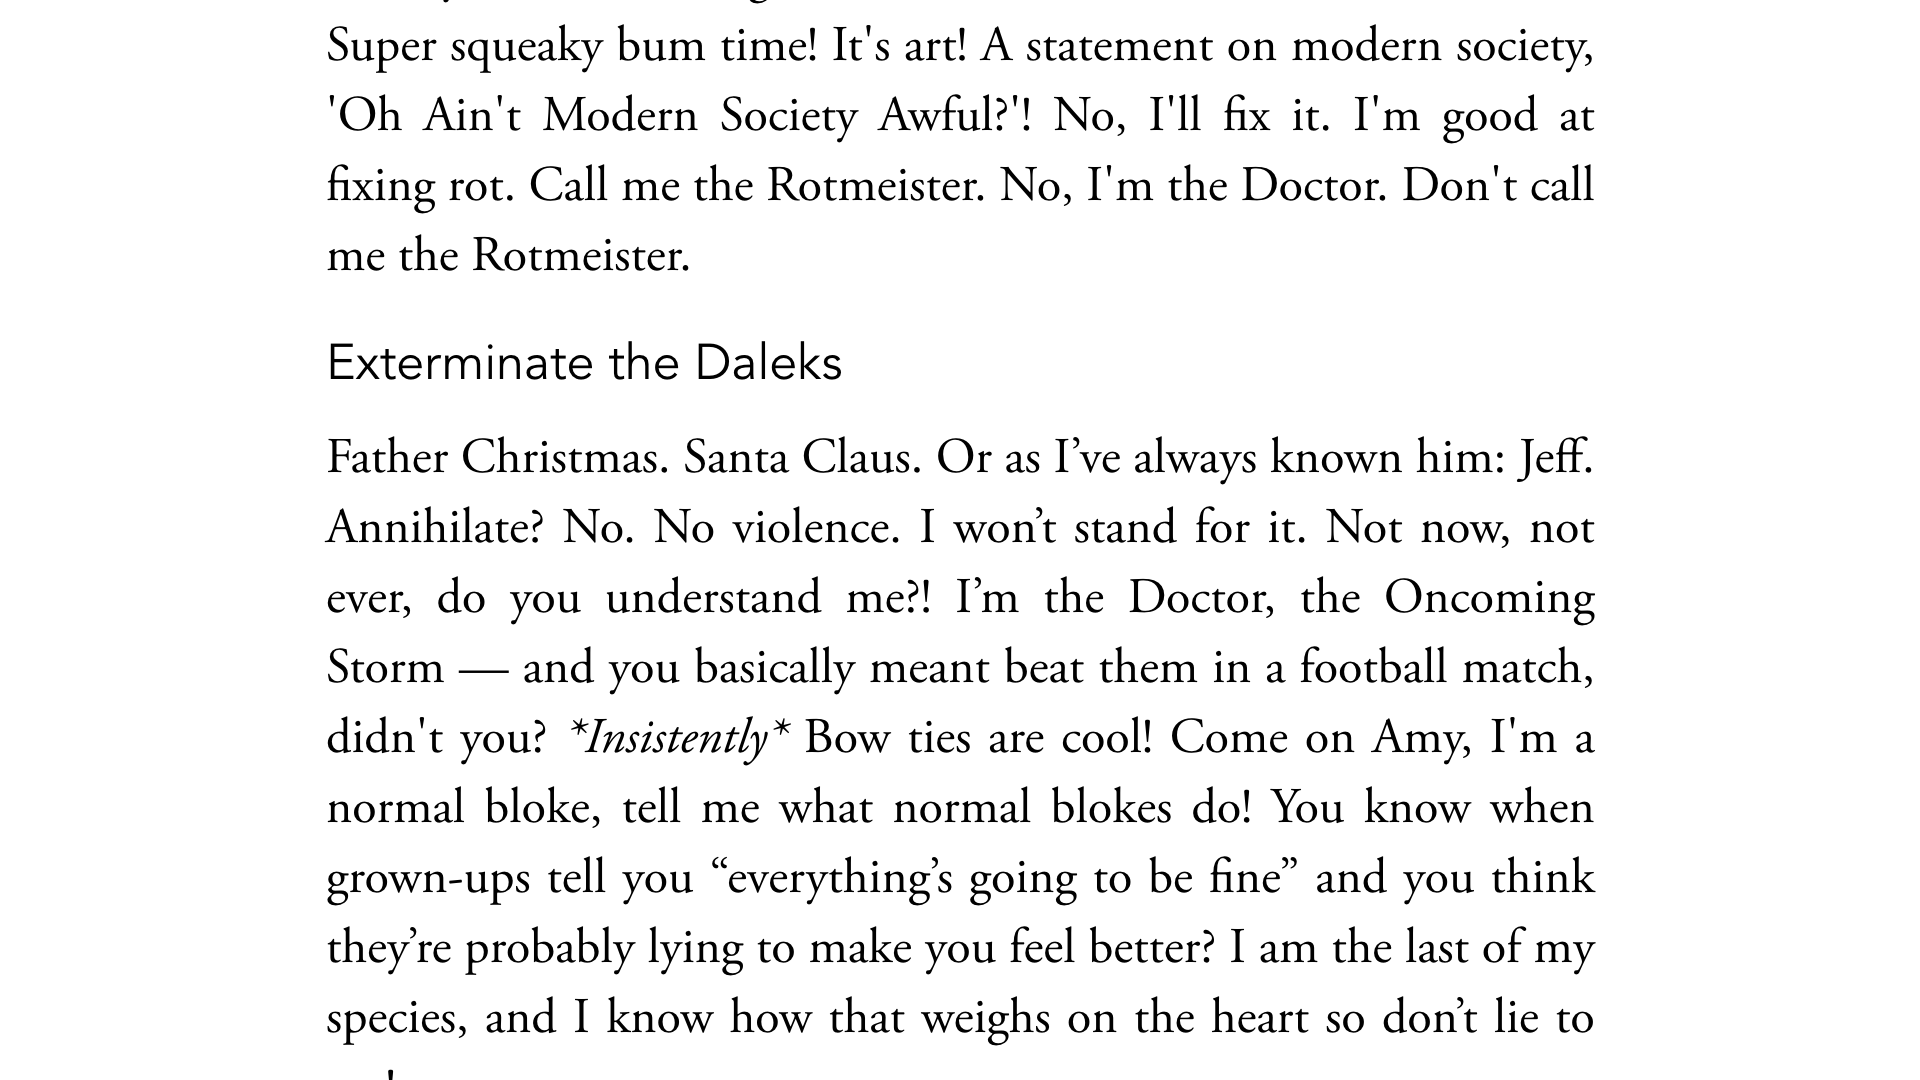 Super squeaky bum time! It's art! A statement on modern society,
'Oh Ain't Modern Society Awful?'! No, I'll fix it. I'm good at
fixing rot. Call me the Rotmeister. No, I'm the Doctor. Don't call
me the Rotmeister.
Exterminate the Daleks
Father Christmas. Santa Claus. Or as I’ve always known him: Jeff.
Annihilate? No. No violence. I won’t stand for it. Not now, not
ever, do you understand me?! I’m the Doctor, the Oncoming
Storm — and you basically meant beat them in a football match,
didn't you? *Insistently* Bow ties are cool! Come on Amy, I'm a
normal bloke, tell me what normal blokes do! You know when
grown-ups tell you “everything’s going to be fine” and you think
they’re probably lying to make you feel better? I am the last of my
species, and I know how that weighs on the heart so don’t lie to